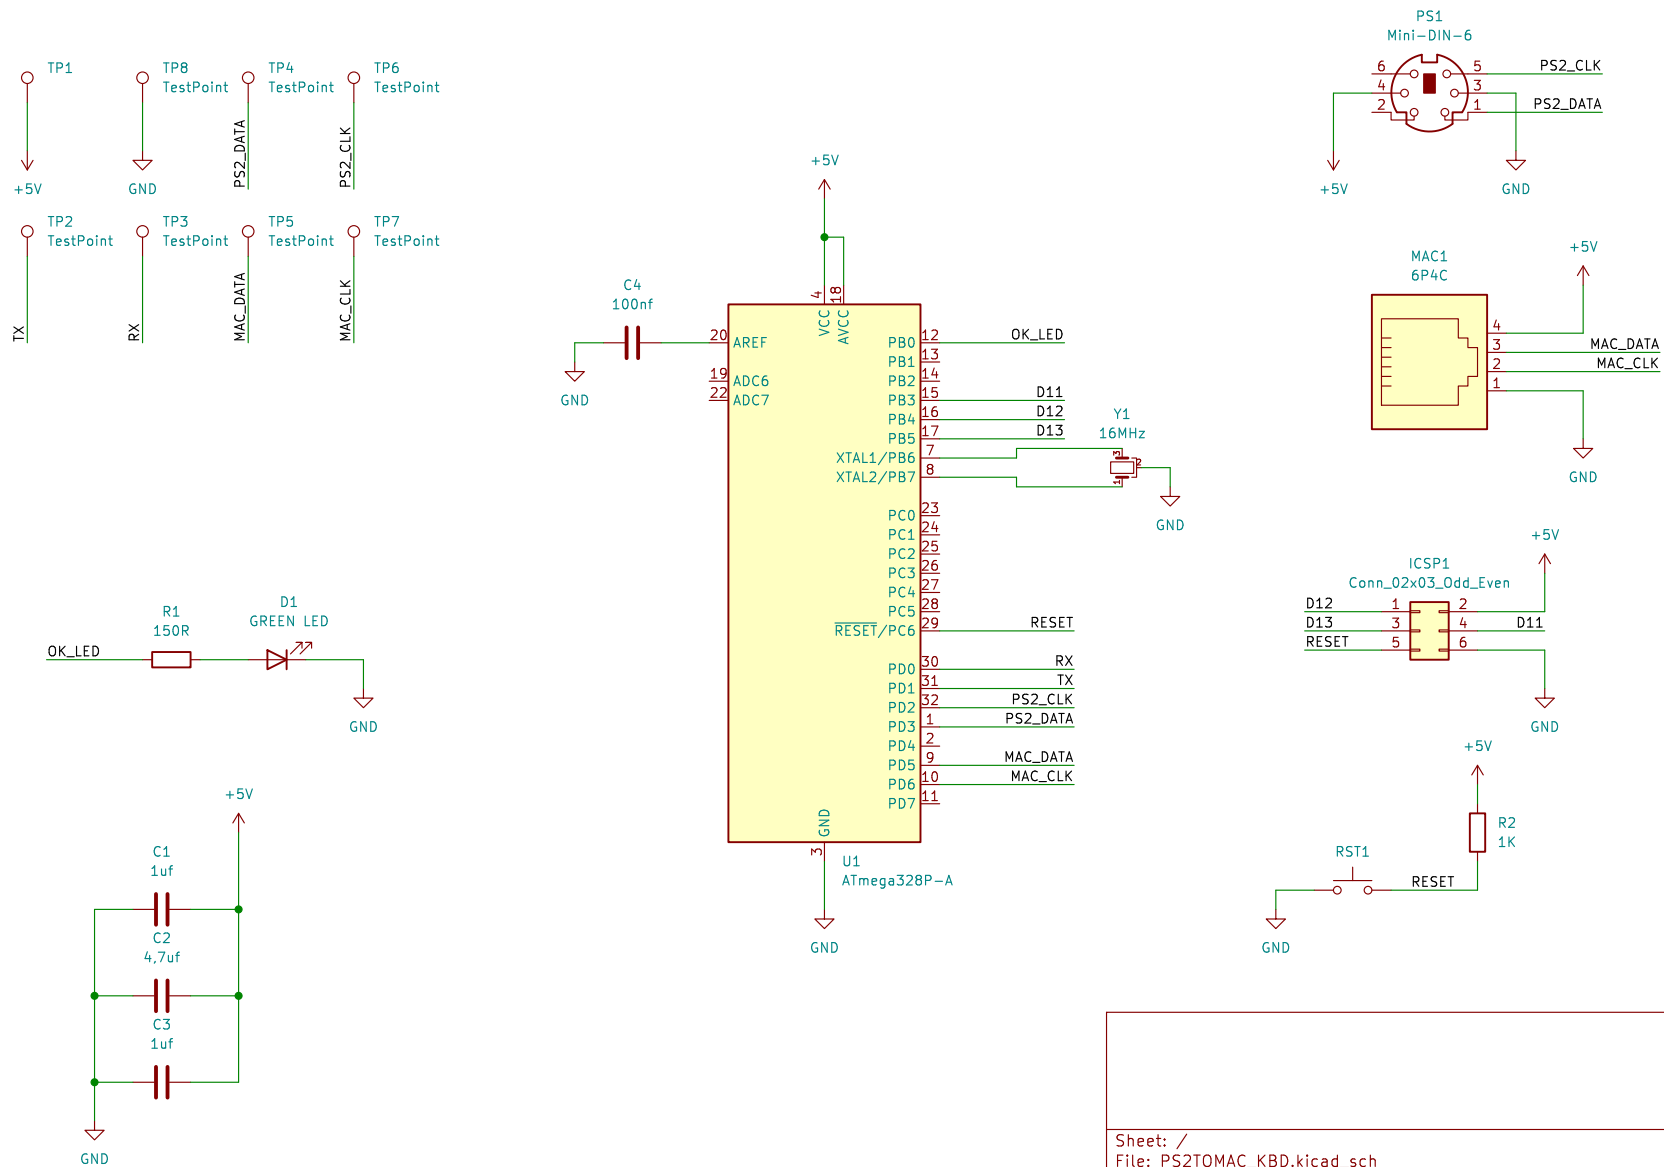 TP1
+5V
TP8
TestPoint
GND
TP4
TestPoint
PS2_DATA
TP6
TestPoint
PS2_CLK
TP2
TestPoint
TX
TP3
TestPoint
RX
TP5
TestPoint
MAC_DATA
TP7
TestPoint
MAC_CLK
R1
150R
OK_LED
D1
GREEN LED
GND
+5V
C1
1uf
C2
4,7uf
C3
1uf
GND
C4
100nf
GND
+5V
4
18
VCC
AVCC
20 AREF
19 ADC6
22 ADC7
PB0 12 OK_LED
PB1 13
PB2 14
PB3 15 D11
PB4 16 D12
PB5 17 D13
XTAL1/PB6 7
XTAL2/PB7 8
PC0 23
PC1 24
PC2 25
PC3 26
PC4 27
PC5 28
RESET/PC6 29 RESET
PD0 30 RX
PD1 31 TX
PD2 32 PS2_CLK
PD3 1 PS2_DATA
PD4 2
PD5 9 MAC_DATA
PD6 10 MAC_CLK
PD7 11
GND
3
U1
ATmega328P-A
GND
Y1
16MHz
3
2
1
GND
PS1
Mini-DIN-6
6 5 PS2_CLK
4 3
2 1 PS2_DATA
+5V
GND
MAC1
6P4C
+5V
4
3 MAC_DATA
2 MAC_CLK
1
GND
+5V
ICSP1
Conn_02x03_Odd_Even
D12 1 2
D13 3 4 D11
RESET 5 6
GND
+5V
R2
1K
RST1
RESET
GND
Sheet: /
File: PS2TOMAC_KBD.kicad_sch